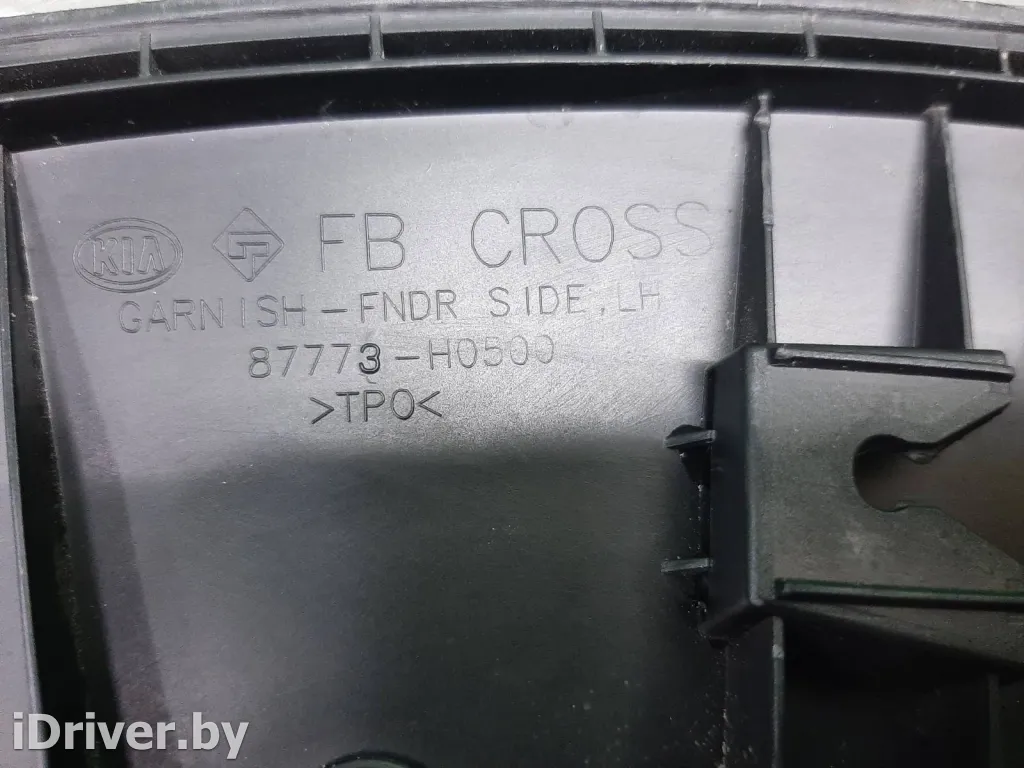 KIA FB CROSS
GARNISH-FNDR SIDE,LH
87773-H0500
>TPO<
iDriver.by